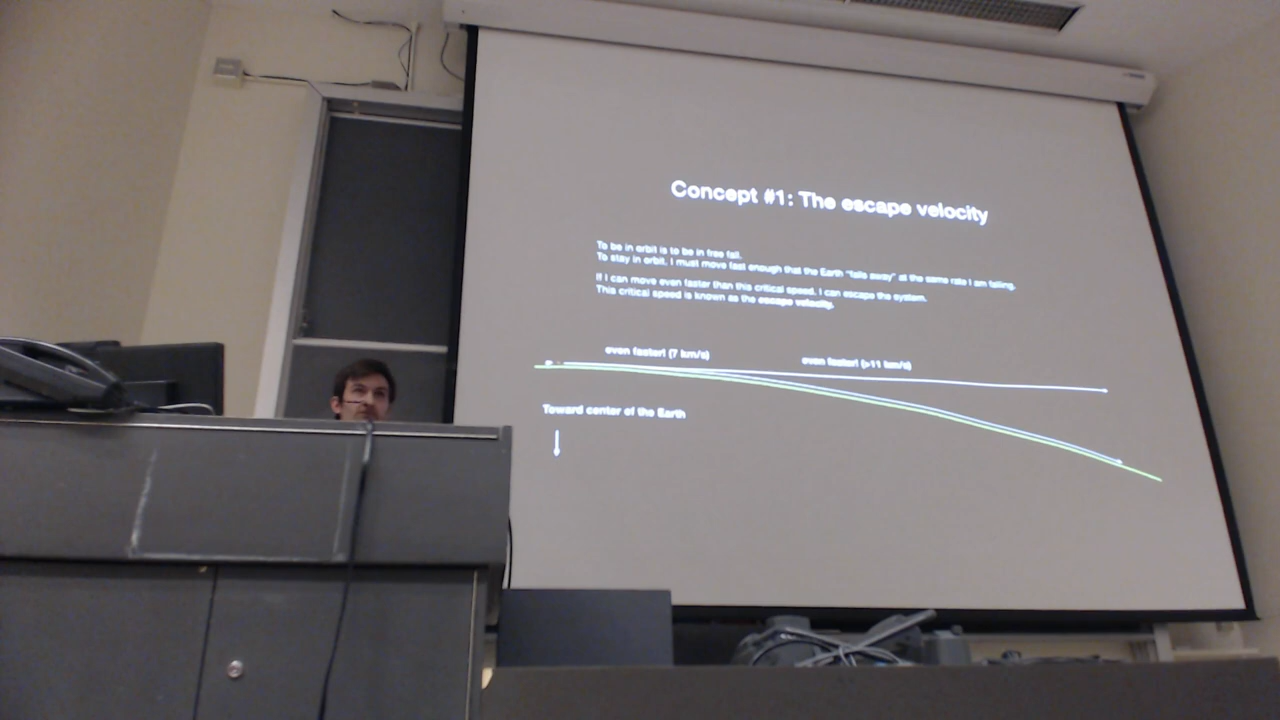 Concept #1: The escape velocity
To be in orbit is to be in free fall.
To stay in orbit, I must move fast enough that the Earth "falls away" at the same rate I am falling.
If I can move even faster than this critical speed, I can escape the system.
This critical speed is known as the escape velocity.
even faster! (7 km/s)
even faster! (>11 km/s)
Toward center of the Earth